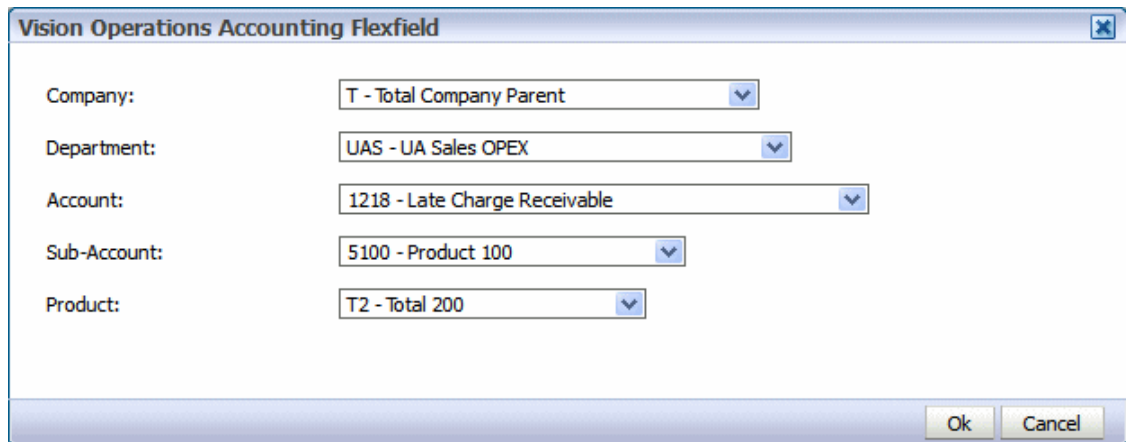 Vision Operations Accounting Flexfield
Company: T - Total Company Parent
Department: UAS - UA Sales OPEX
Account: 1218 - Late Charge Receivable
Sub-Account: 5100 - Product 100
Product: T2 - Total 200
Ok Cancel